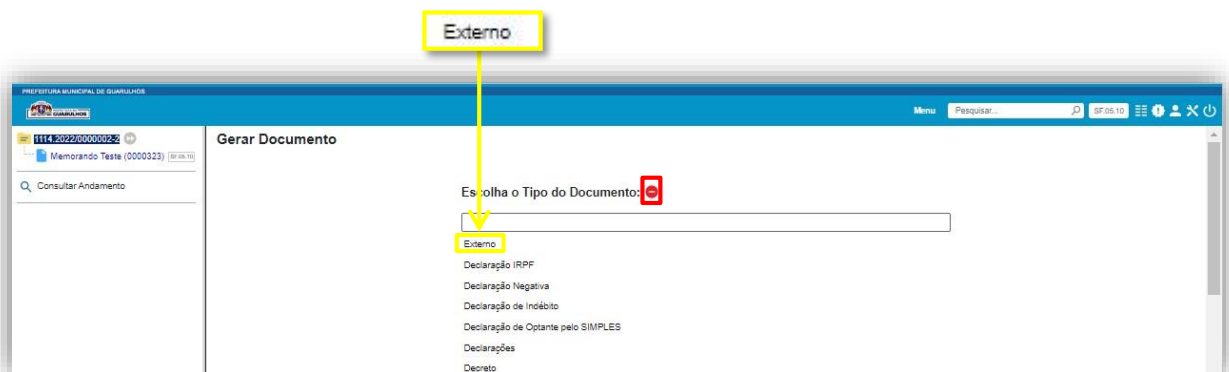 Externo
PREFEITURA MUNICIPAL DE GUARULHOS
GUARULHOS
Menu Pesquisar... SF.05.10
1114.2022/0000002-2
Memorando Teste (0000323) SF.05.10
Consultar Andamento
Gerar Documento
Escolha o Tipo do Documento:
Externo
Declaração IRPF
Declaração Negativa
Declaração de Indébito
Declaração de Optante pelo SIMPLES
Declarações
Decreto